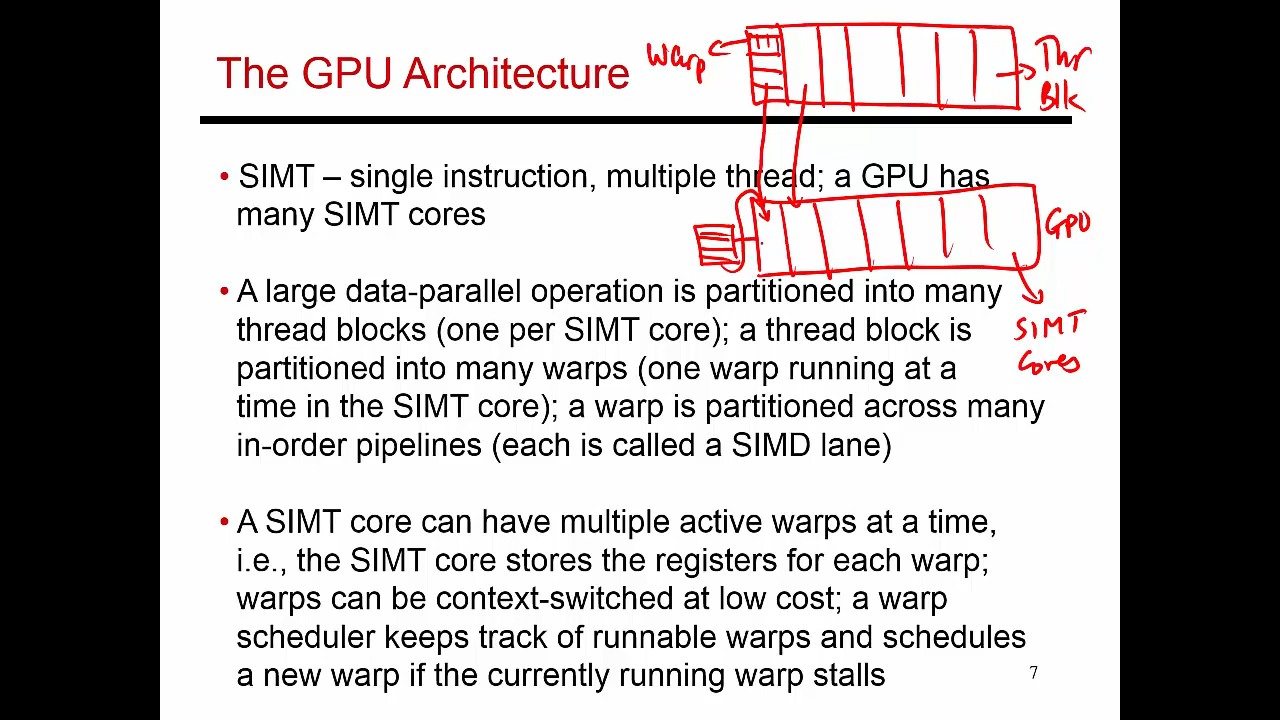 Warp
Thr
Blk
The GPU Architecture
• SIMT – single instruction, multiple thread; a GPU has
many SIMT cores
GPU
• A large data-parallel operation is partitioned into many
thread blocks (one per SIMT core); a thread block is
partitioned into many warps (one warp running at a
time in the SIMT core); a warp is partitioned across many
in-order pipelines (each is called a SIMD lane)
SIMT
Cores
• A SIMT core can have multiple active warps at a time,
i.e., the SIMT core stores the registers for each warp;
warps can be context-switched at low cost; a warp
scheduler keeps track of runnable warps and schedules
a new warp if the currently running warp stalls
7